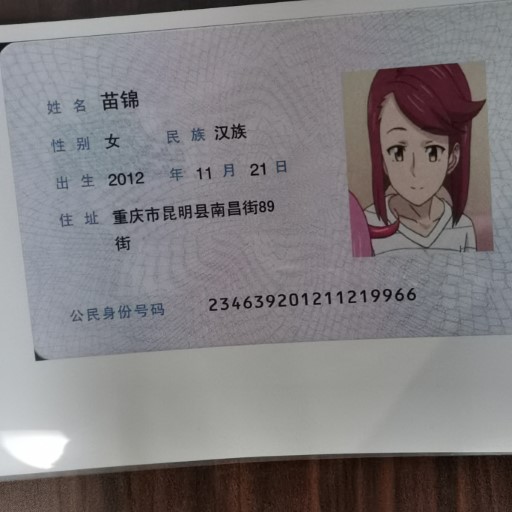 姓名 苗锦
性别 女 民族 汉族
出生 2012 年 11 月 21 日
住址 重庆市昆明县南昌街89
街
公民身份号码 234639201211219966